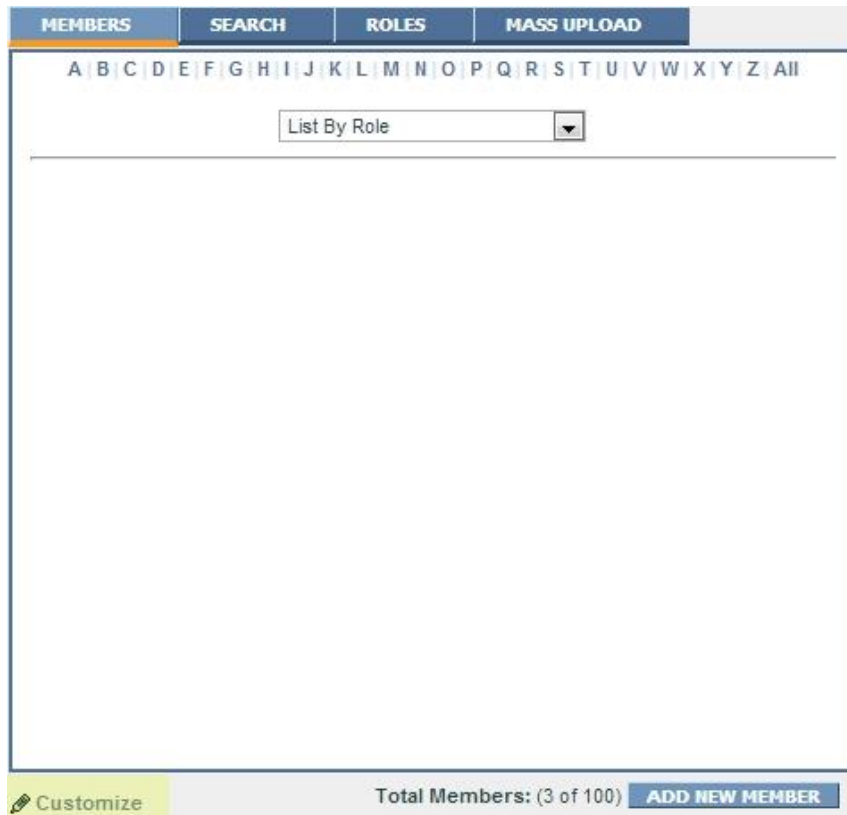 MEMBERS SEARCH ROLES MASS UPLOAD
A | B | C | D | E | F | G | H | I | J | K | L | M | N | O | P | Q | R | S | T | U | V | W | X | Y | Z | All
List By Role
Customize Total Members: (3 of 100) ADD NEW MEMBER